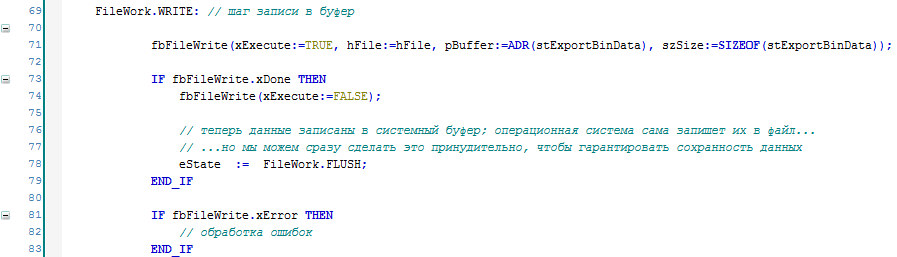 69 FileWork.WRITE: // шаг записи в буфер
70
71 fbFileWrite(xExecute:=TRUE, hFile:=hFile, pBuffer:=ADR(stExportBinData), szSize:=SIZEOF(stExportBinData));
72
73 IF fbFileWrite.xDone THEN
74 fbFileWrite(xExecute:=FALSE);
75
76 // теперь данные записаны в системный буфер; операционная система сама запишет их в файл...
77 // ...но мы можем сразу сделать это принудительно, чтобы гарантировать сохранность данных
78 eState := FileWork.FLUSH;
79 END_IF
80
81 IF fbFileWrite.xError THEN
82 // обработка ошибок
83 END_IF